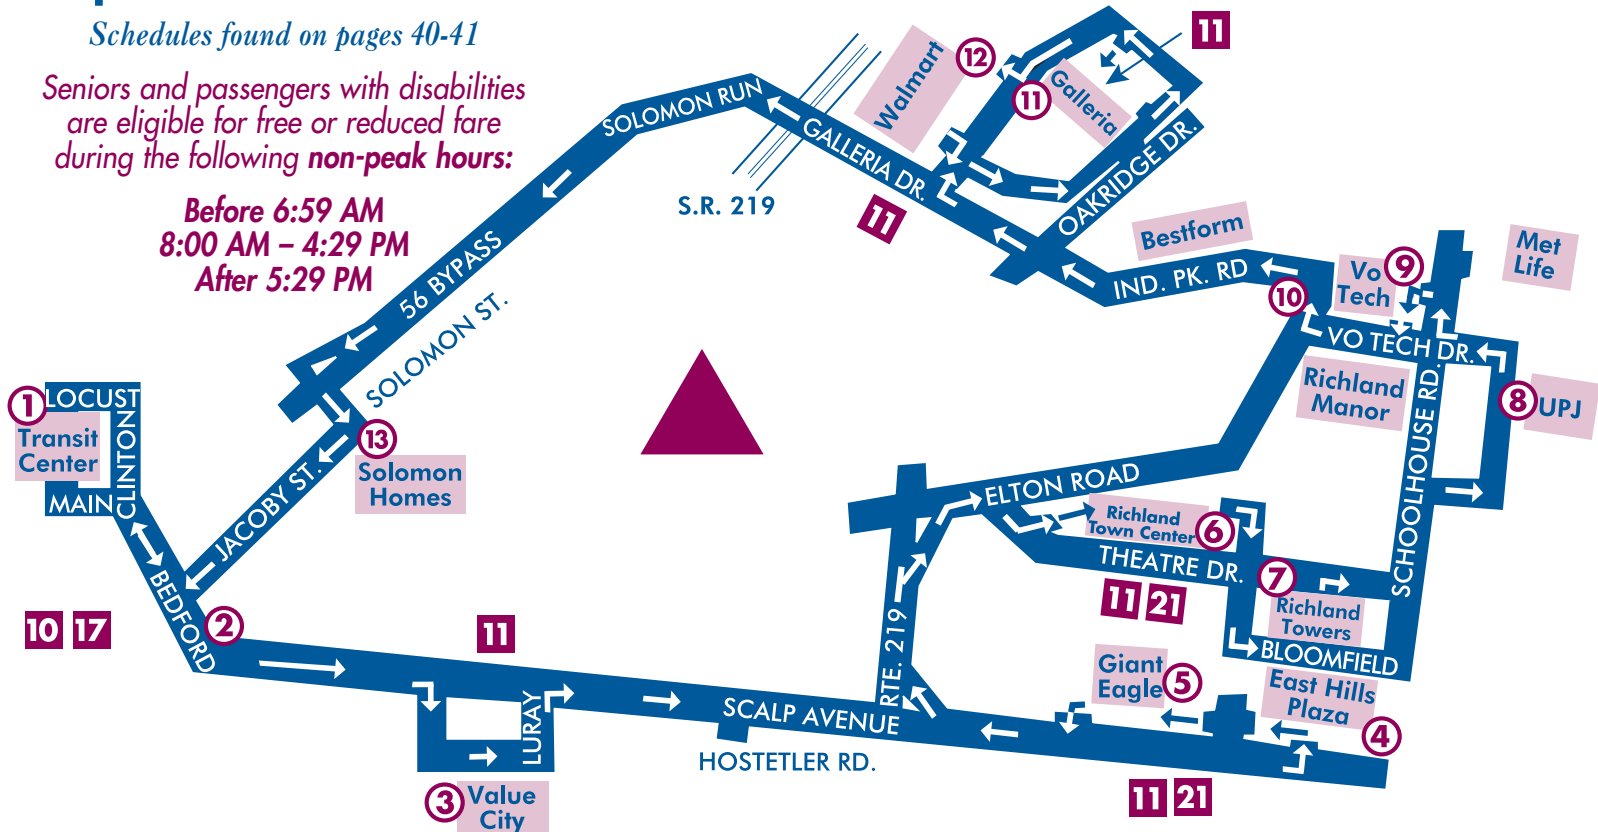 Schedules found on pages 40-41
Seniors and passengers with disabilities
are eligible for free or reduced fare
during the following non-peak hours:
Before 6:59 AM
8:00 AM – 4:29 PM
After 5:29 PM
11
12
Walmart
11
Galleria
SOLOMON RUN
GALLERIA DR.
OAKRIDGE DR.
S.R. 219
11
Bestform
Met
Life
9
Vo
Tech
56 BYPASS
IND. PK. RD
10
SOLOMON ST.
VO TECH DR.
Richland
Manor
8
UPJ
1
LOCUST
Transit
Center
CLINTON
MAIN
13
Solomon
Homes
JACOBY ST.
SCHOOLHOUSE RD.
ELTON ROAD
Richland
Town Center
6
THEATRE DR.
7
11 21
Richland
Towers
BLOOMFIELD
BEDFORD
2
10 17
11
RTE. 219
Giant
Eagle
5
East Hills
Plaza
4
LURAY
SCALP AVENUE
HOSTETLER RD.
11 21
3
Value
City